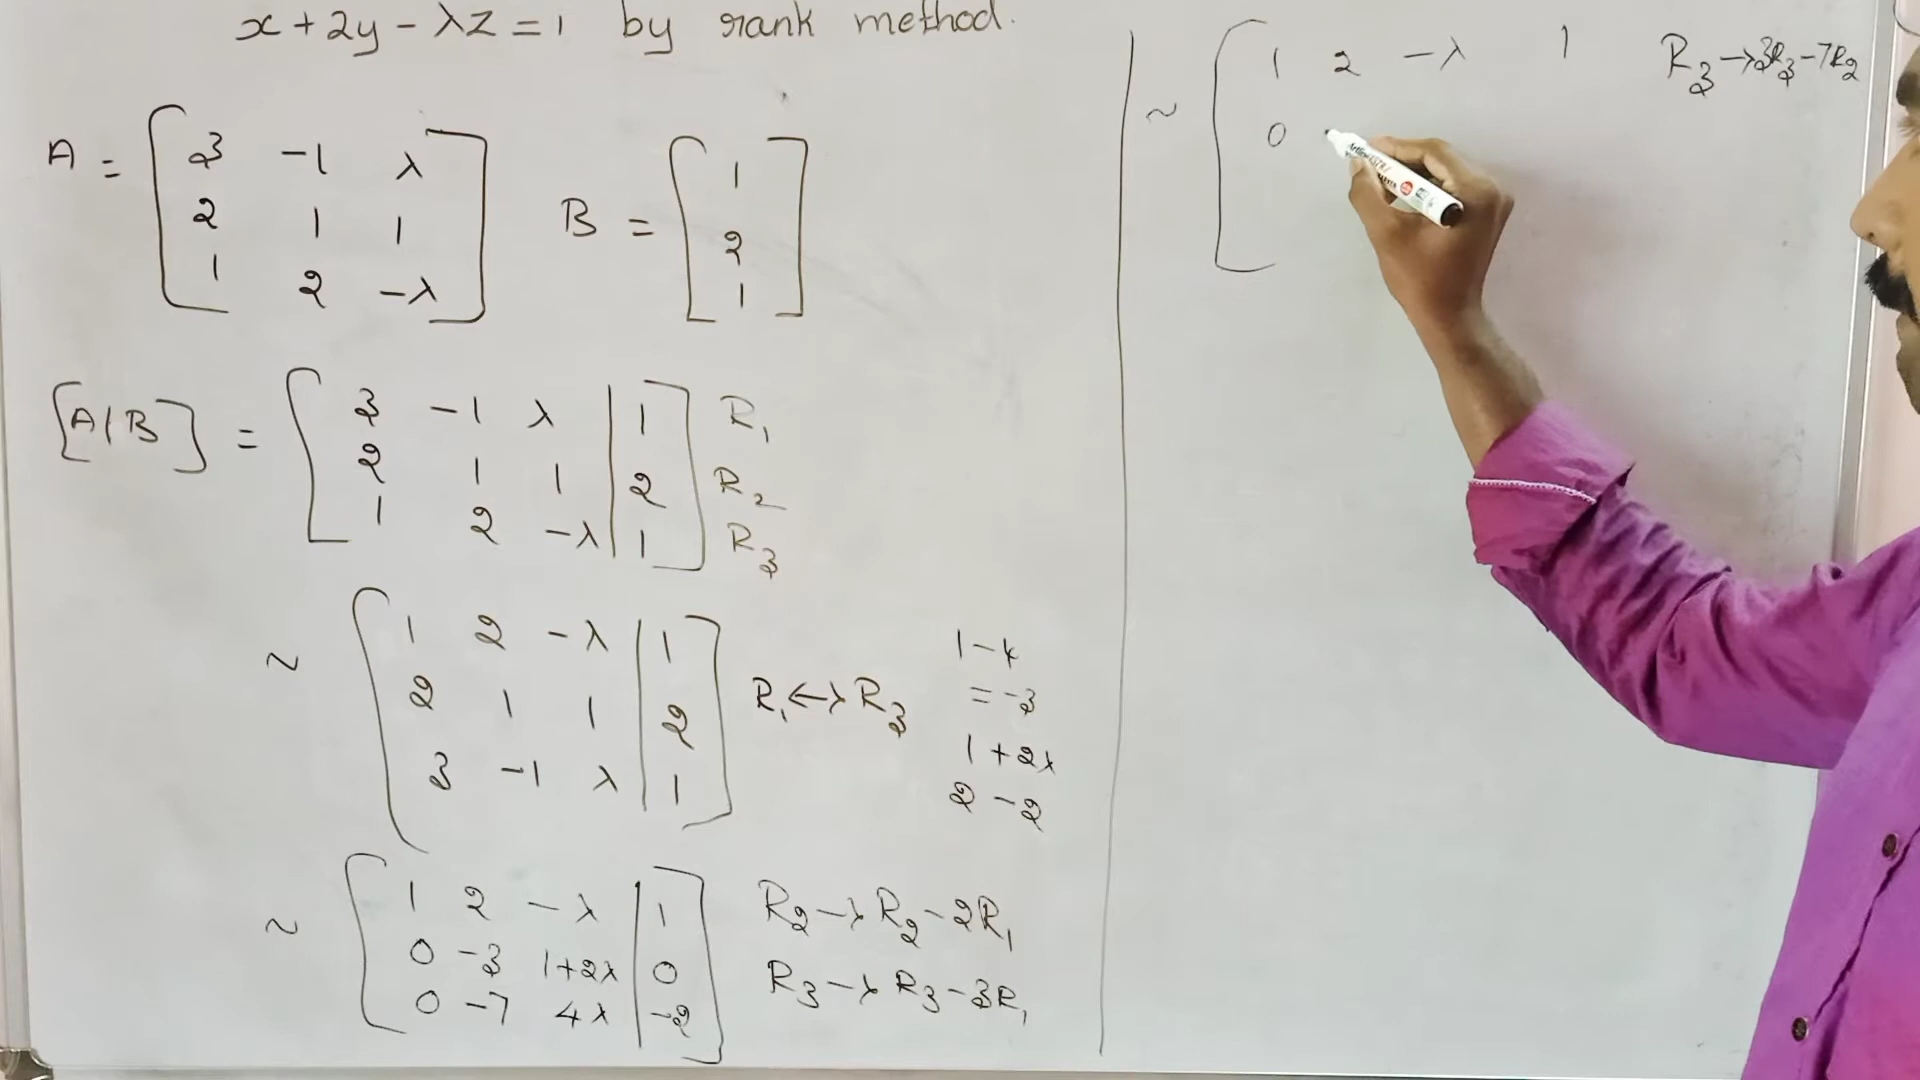 x + 2y - λz = 1 by rank method.
A = [ 3 -1 λ
2 1 1
1 2 -λ ]
B = [ 1
2
1 ]
[A|B] = [ 3 -1 λ | 1 ] R1
2 1 1 | 2 R2
1 2 -λ | 1 R3
~ [ 1 2 -λ | 1
2 1 1 | 2 ] R1 ↔ R3
3 -1 λ | 1
1 - 4
= -3
1 + 2λ
2 - 2
~ [ 1 2 -λ | 1 ] R2 → R2 - 2R1
0 -3 1+2λ | 0
0 -7 4λ | -2 R3 → R3 - 3R1
~ [ 1 2 -λ 1 R3 → 3R3 - 7R2
0
Artline